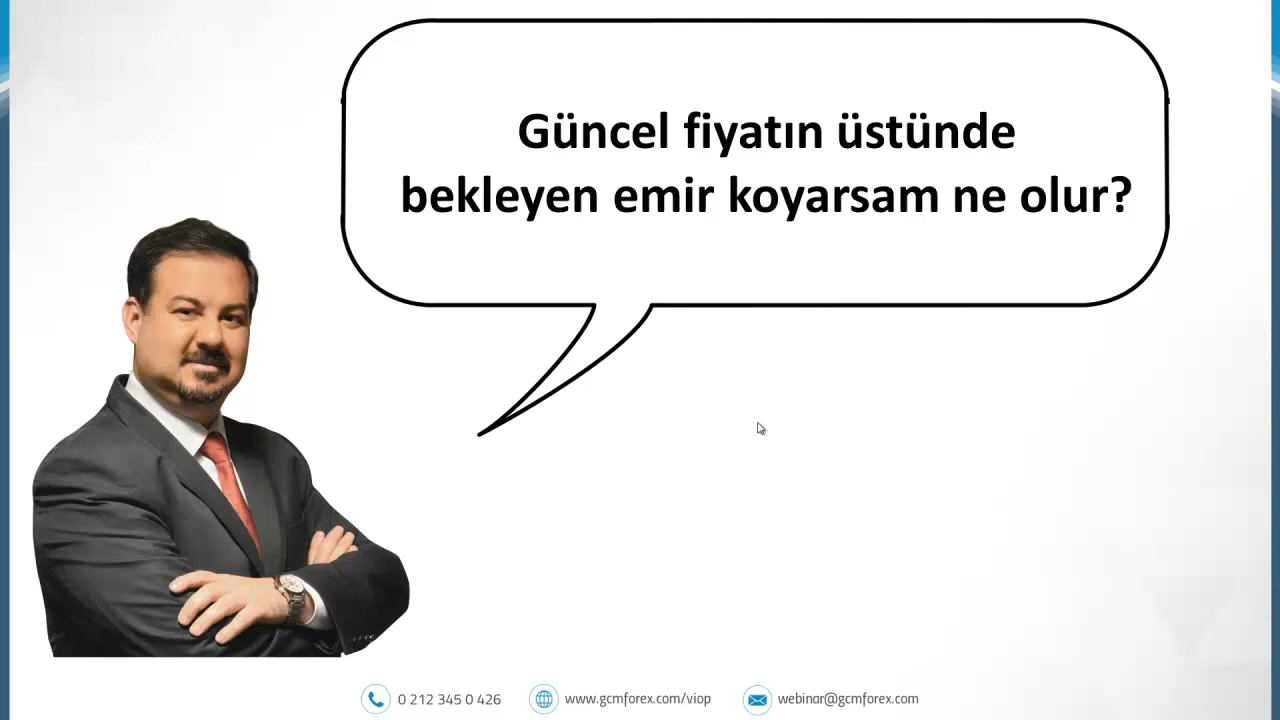 Güncel fiyatın üstünde
bekleyen emir koyarsam ne olur?
0 212 345 0 426
www.gcmforex.com/viop
webinar@gcmforex.com